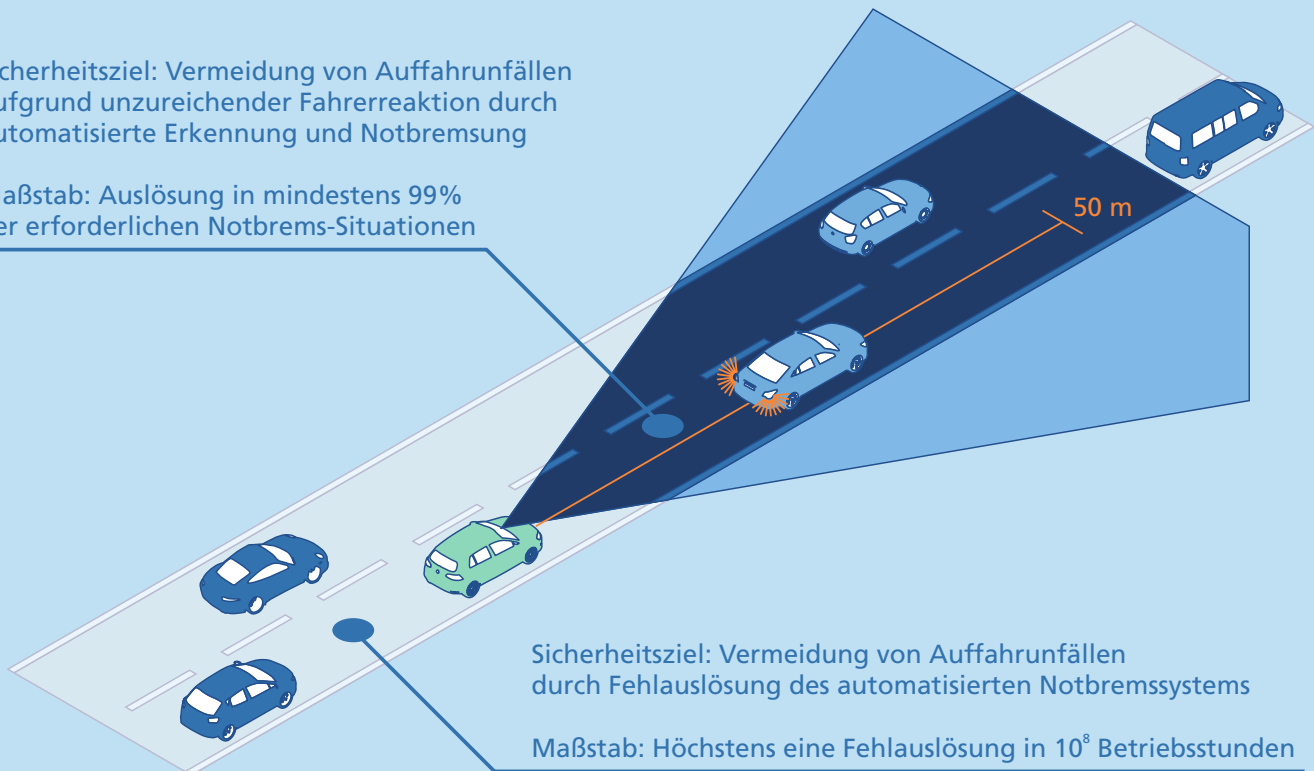 icherheitsziel: Vermeidung von Auffahrunfällen
ufgrund unzureichender Fahrerreaktion durch
utomatisierte Erkennung und Notbremsung
aßstab: Auslösung in mindestens 99%
er erforderlichen Notbrems-Situationen
50 m
Sicherheitsziel: Vermeidung von Auffahrunfällen
durch Fehlauslösung des automatisierten Notbremssystems
Maßstab: Höchstens eine Fehlauslösung in 10⁸ Betriebsstunden